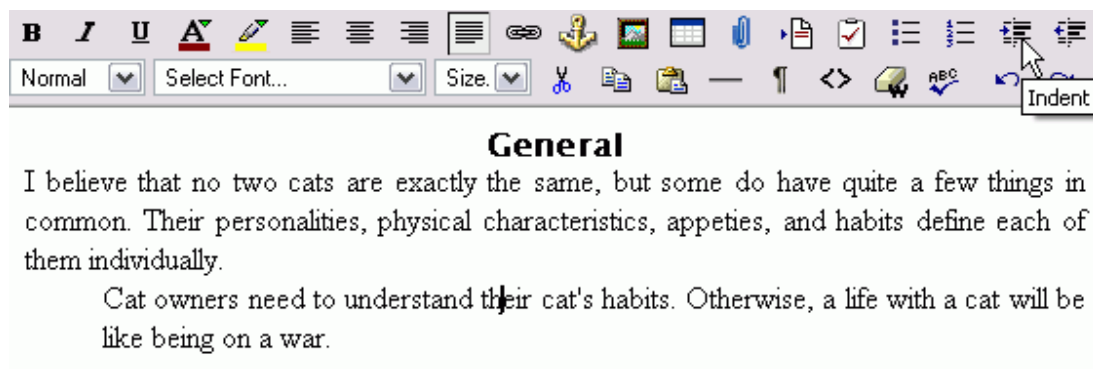 B I U A
Normal Select Font... Size.
¶ <> W ABC
Indent
General
I believe that no two cats are exactly the same, but some do have quite a few things in
common. Their personalities, physical characteristics, appeties, and habits define each of
them individually.
Cat owners need to understand their cat's habits. Otherwise, a life with a cat will be
like being on a war.